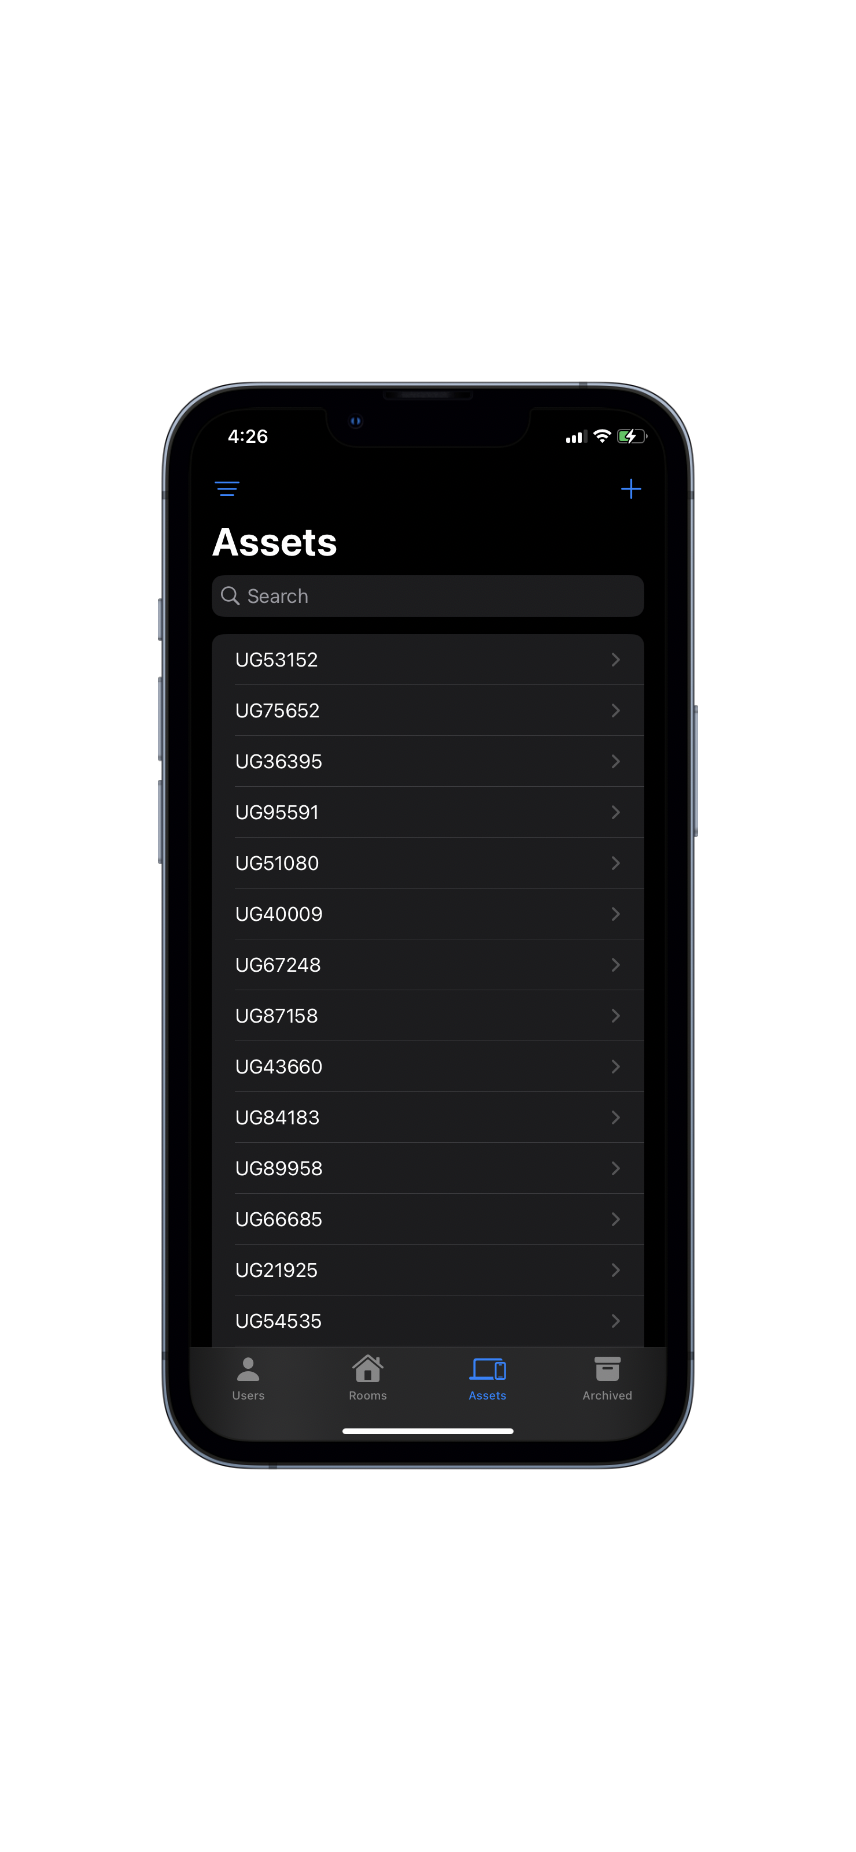 4:26
Assets
Search
UG53152
UG75652
UG36395
UG95591
UG51080
UG40009
UG67248
UG87158
UG43660
UG84183
UG89958
UG66685
UG21925
UG54535
Users Rooms Assets Archived